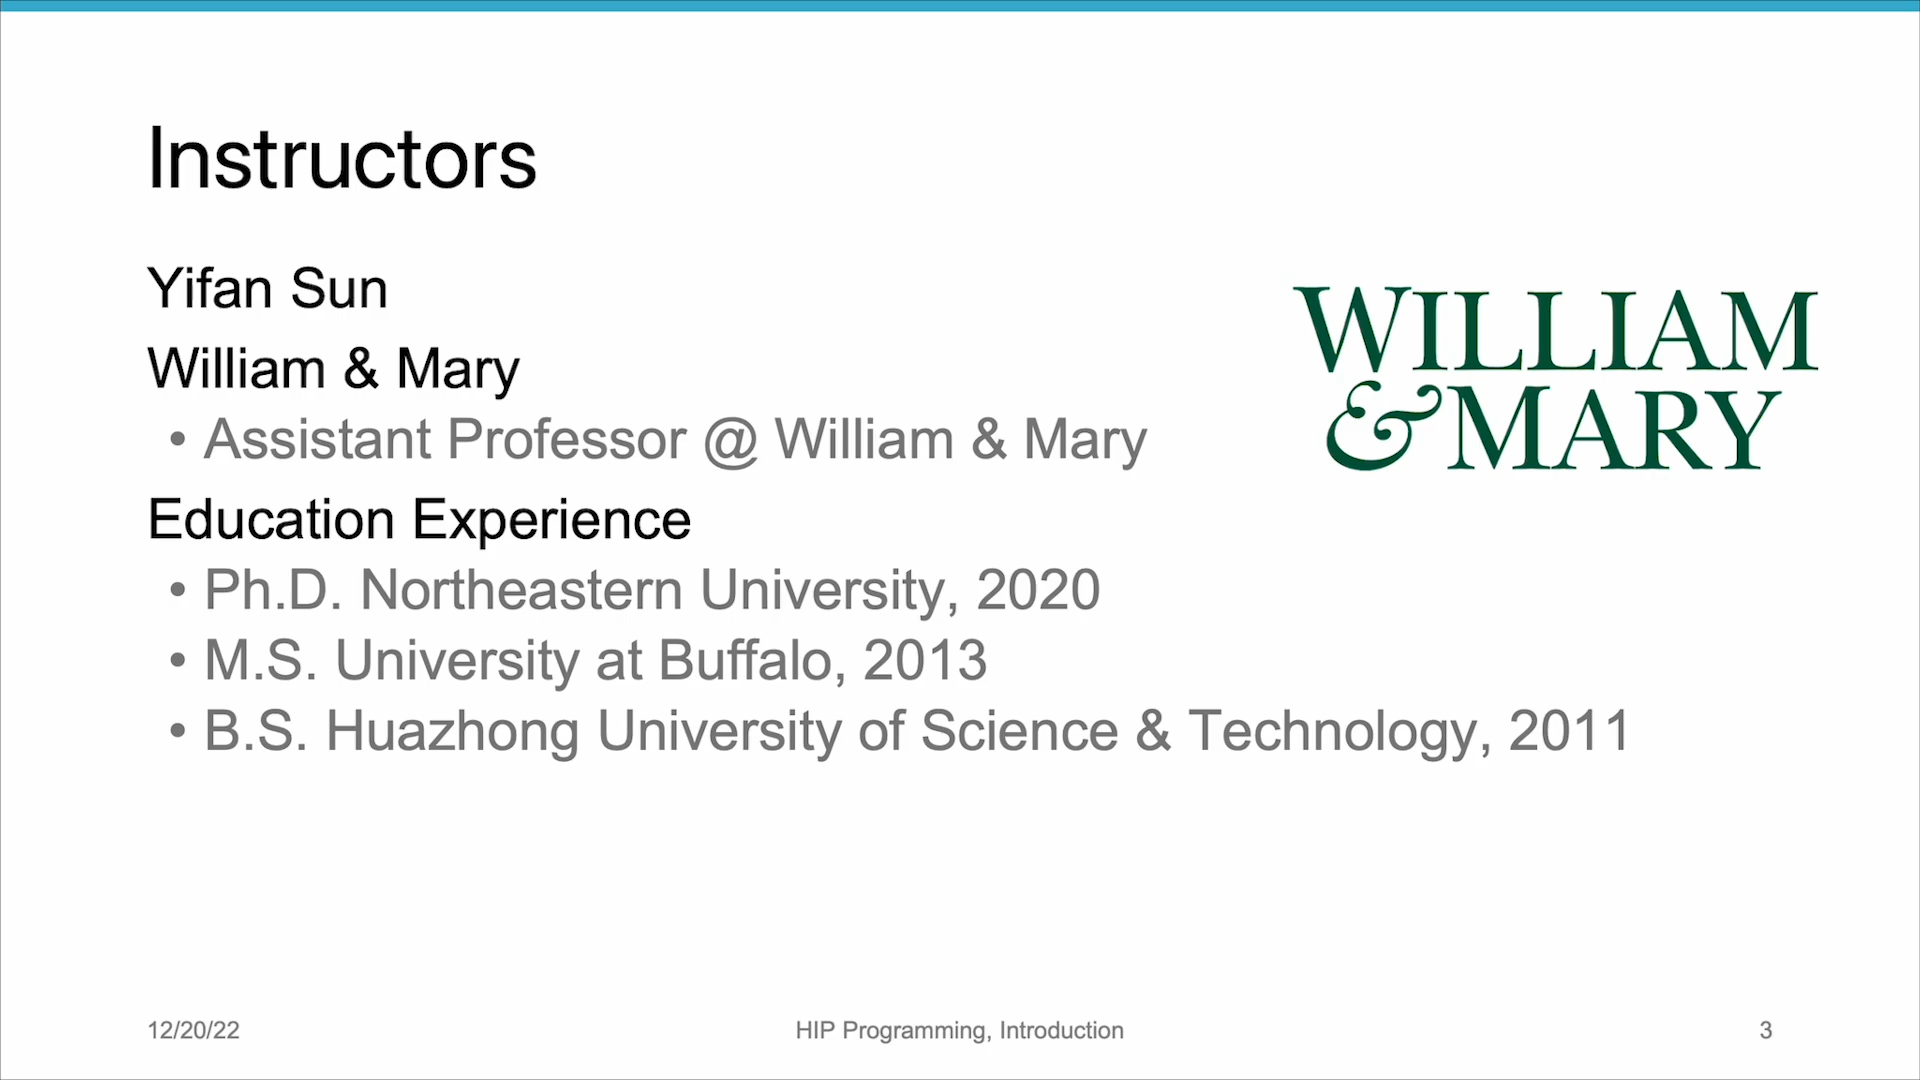 Instructors
Yifan Sun
William & Mary
• Assistant Professor @ William & Mary
WILLIAM
& MARY
Education Experience
• Ph.D. Northeastern University, 2020
• M.S. University at Buffalo, 2013
• B.S. Huazhong University of Science & Technology, 2011
12/20/22
HIP Programming, Introduction
3